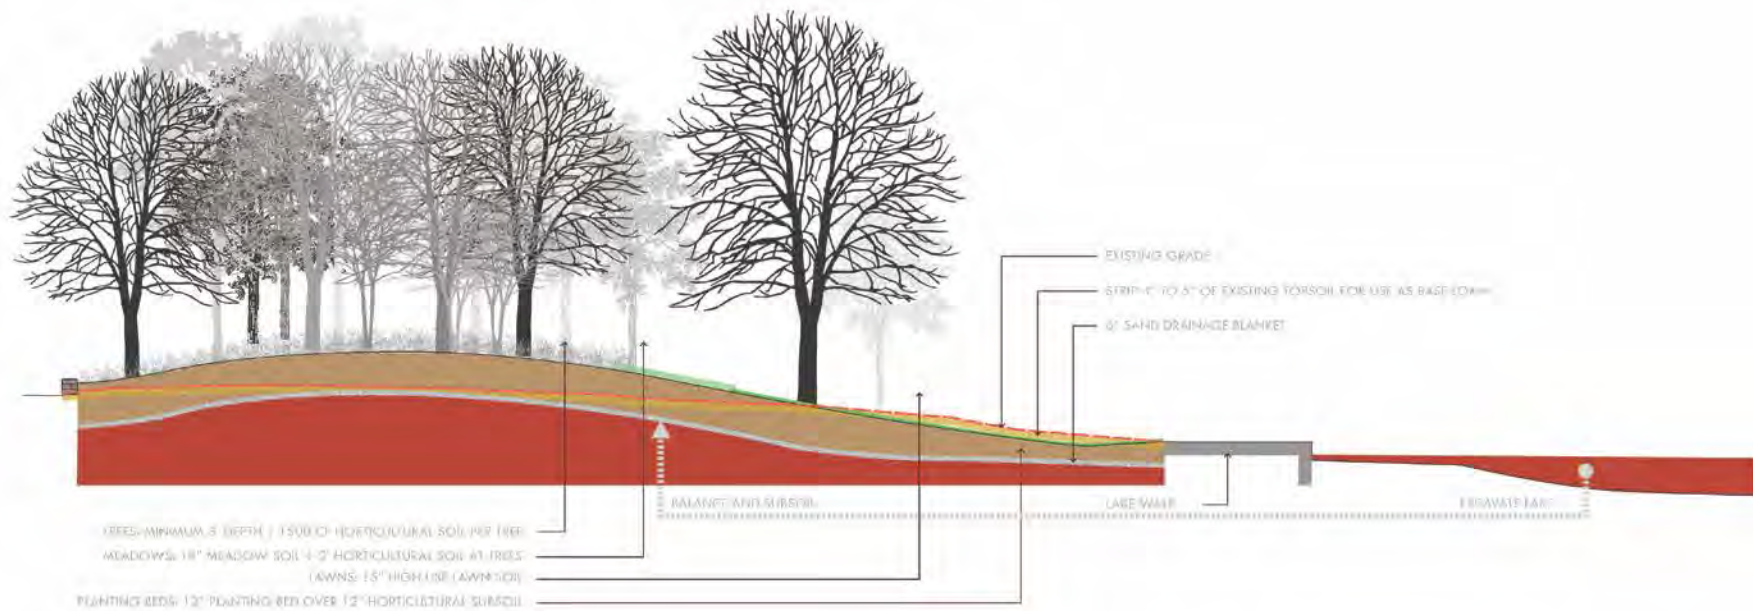 EXISTING GRADE
STRIP 4" TO 5" OF EXISTING TOPSOIL FOR USE AS BASE LOAM
6" SAND DRAINAGE BLANKET
BALANCE AND SUBSOIL
LAKE WALK
EXCAVATE LAKE
TREES: MINIMUM 3' DEPTH / 1500 CF HORTICULTURAL SOIL PER TREE
MEADOWS: 18" MEADOW SOIL + 2' HORTICULTURAL SOIL AT TREES
LAWNS: 15" HIGH USE LAWN SOIL
PLANTING BEDS: 12" PLANTING BED OVER 12" HORTICULTURAL SUBSOIL